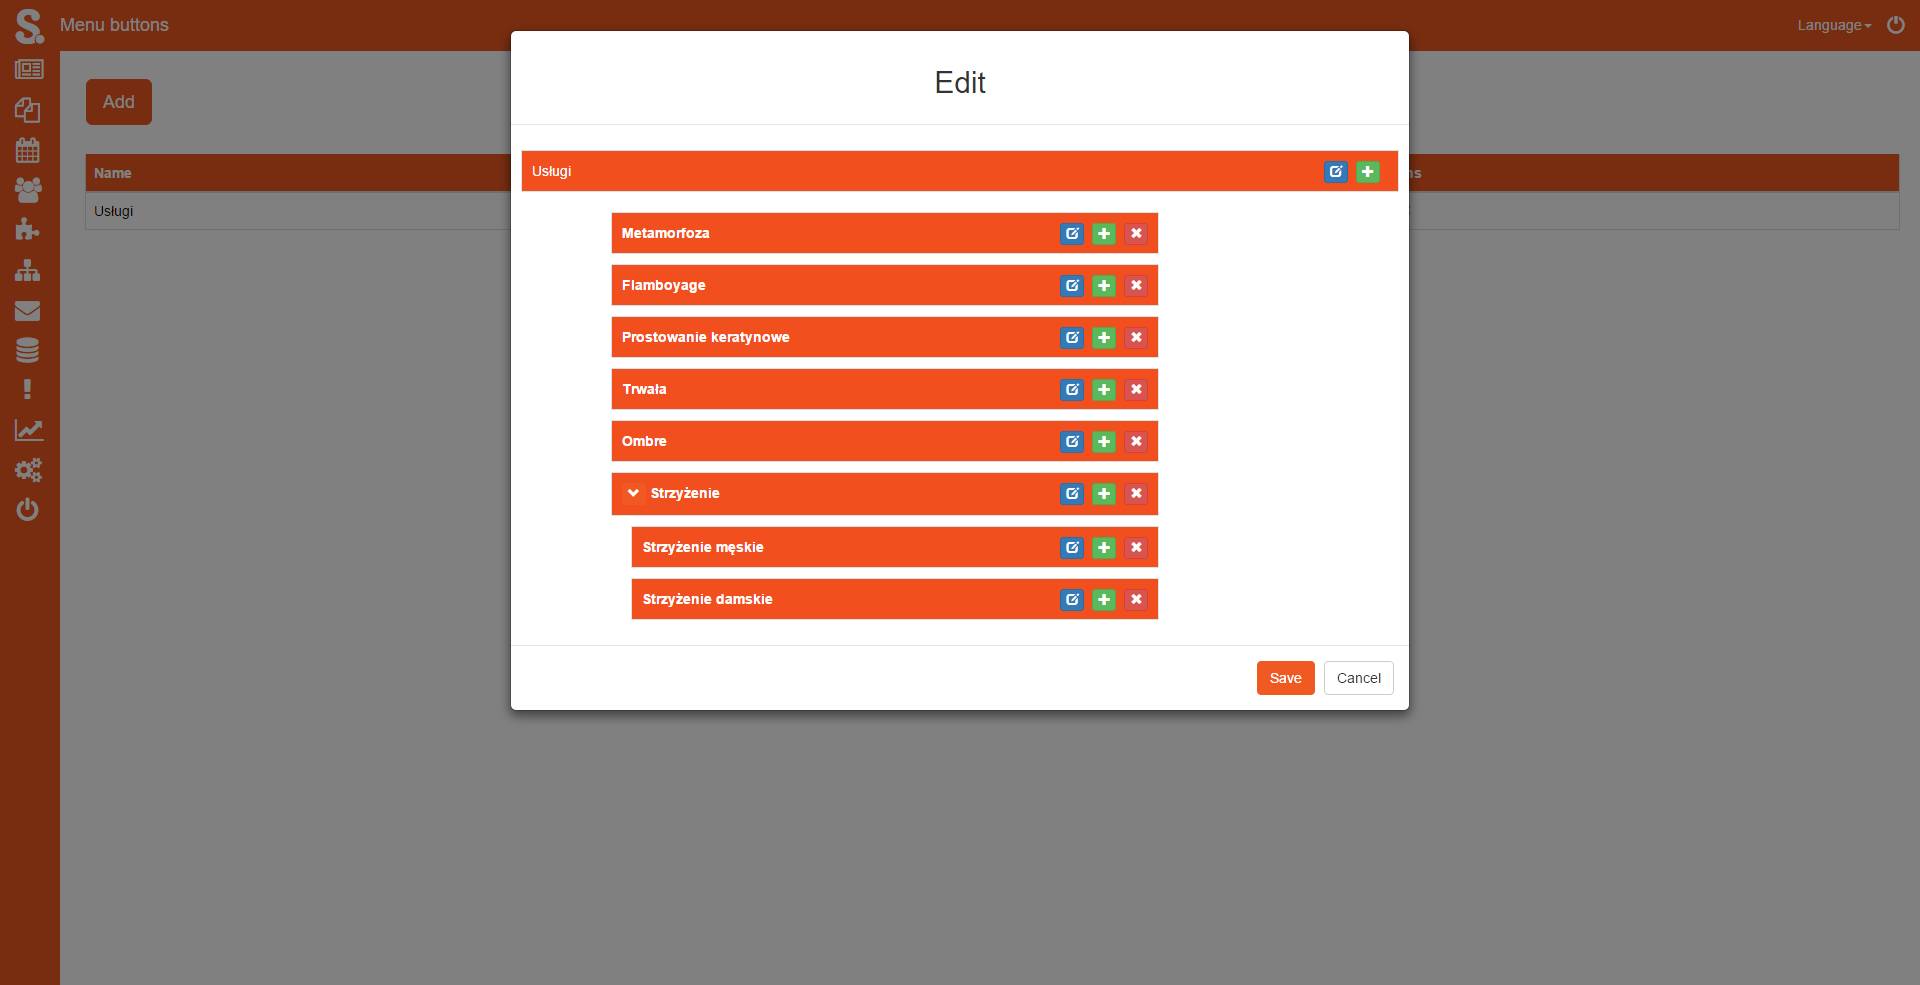 S.
Menu buttons
Language
Add
Edit
Name
Usługi
Usługi
Metamorfoza
Flamboyage
Prostowanie keratynowe
Trwała
Ombre
Strzyżenie
Strzyżenie męskie
Strzyżenie damskie
Save
Cancel